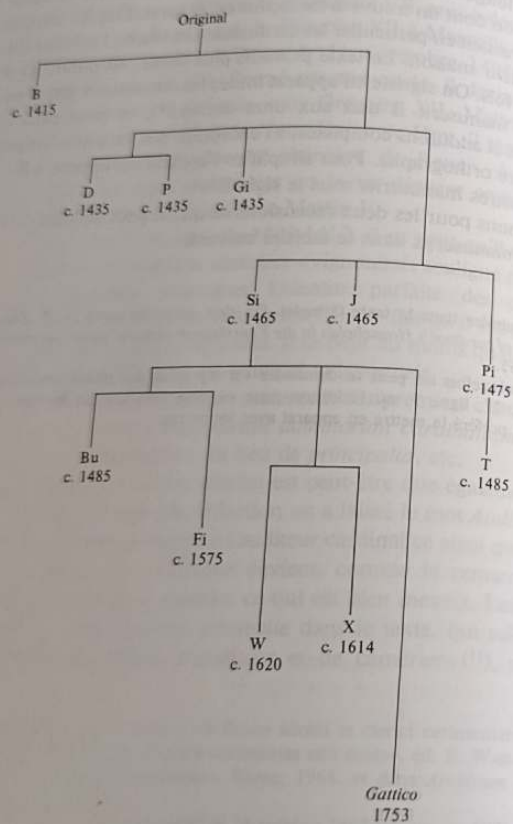 Original
B
c. 1415
D
c. 1435
P
c. 1435
Gi
c. 1435
Si
c. 1465
J
c. 1465
Pi
c. 1475
T
c. 1485
Bu
c. 1485
Fi
c. 1575
W
c. 1620
X
c. 1614
Gattico
1753